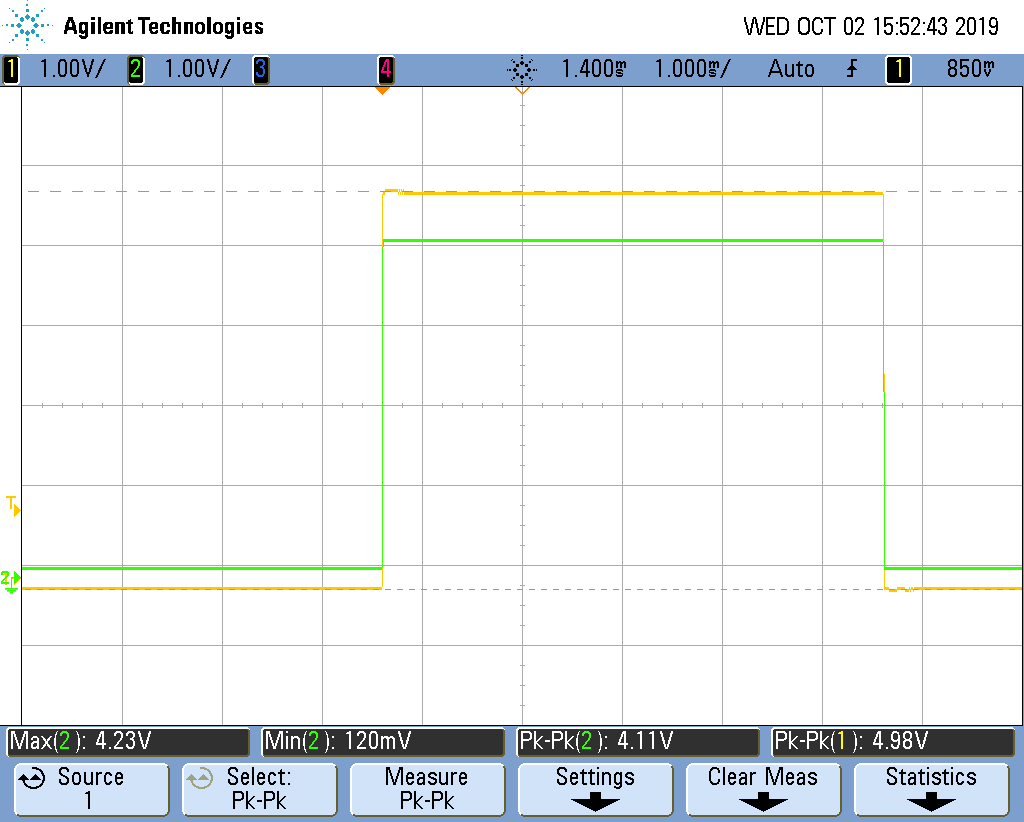 Agilent Technologies WED OCT 02 15:52:43 2019
1 1.00V/ 2 1.00V/ 3 4 1.400ms 1.000ms/ Auto 1 850mV
T
2
Max(2): 4.23V Min(2): 120mV Pk-Pk(2): 4.11V Pk-Pk(1): 4.98V
Source Select: Measure Settings Clear Meas Statistics
1 Pk-Pk Pk-Pk